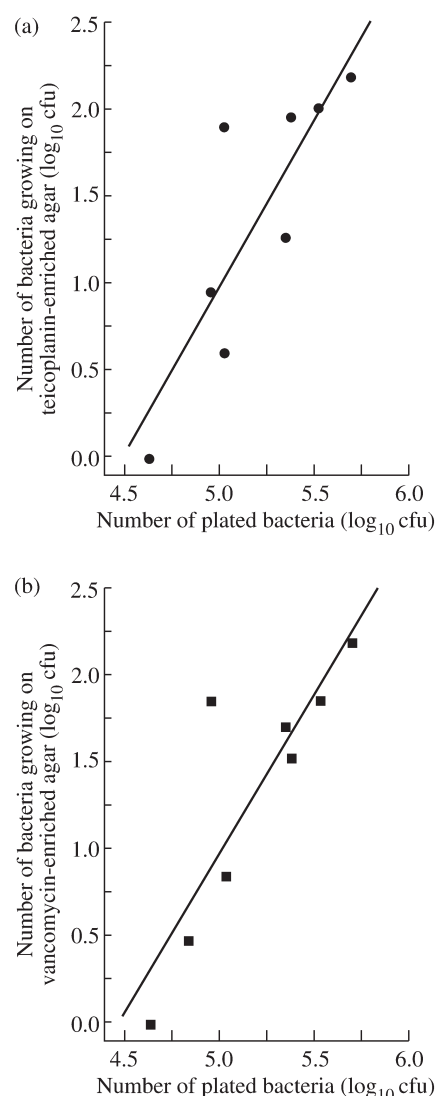 (a)
2.5
2.0
1.5
1.0
0.5
0.0
Number of bacteria growing on
teicoplanin-enriched agar (log10 cfu)
4.5 5.0 5.5 6.0
Number of plated bacteria (log10 cfu)
(b)
2.5
2.0
1.5
1.0
0.5
0.0
Number of bacteria growing on
vancomycin-enriched agar (log10 cfu)
4.5 5.0 5.5 6.0
Number of plated bacteria (log10 cfu)